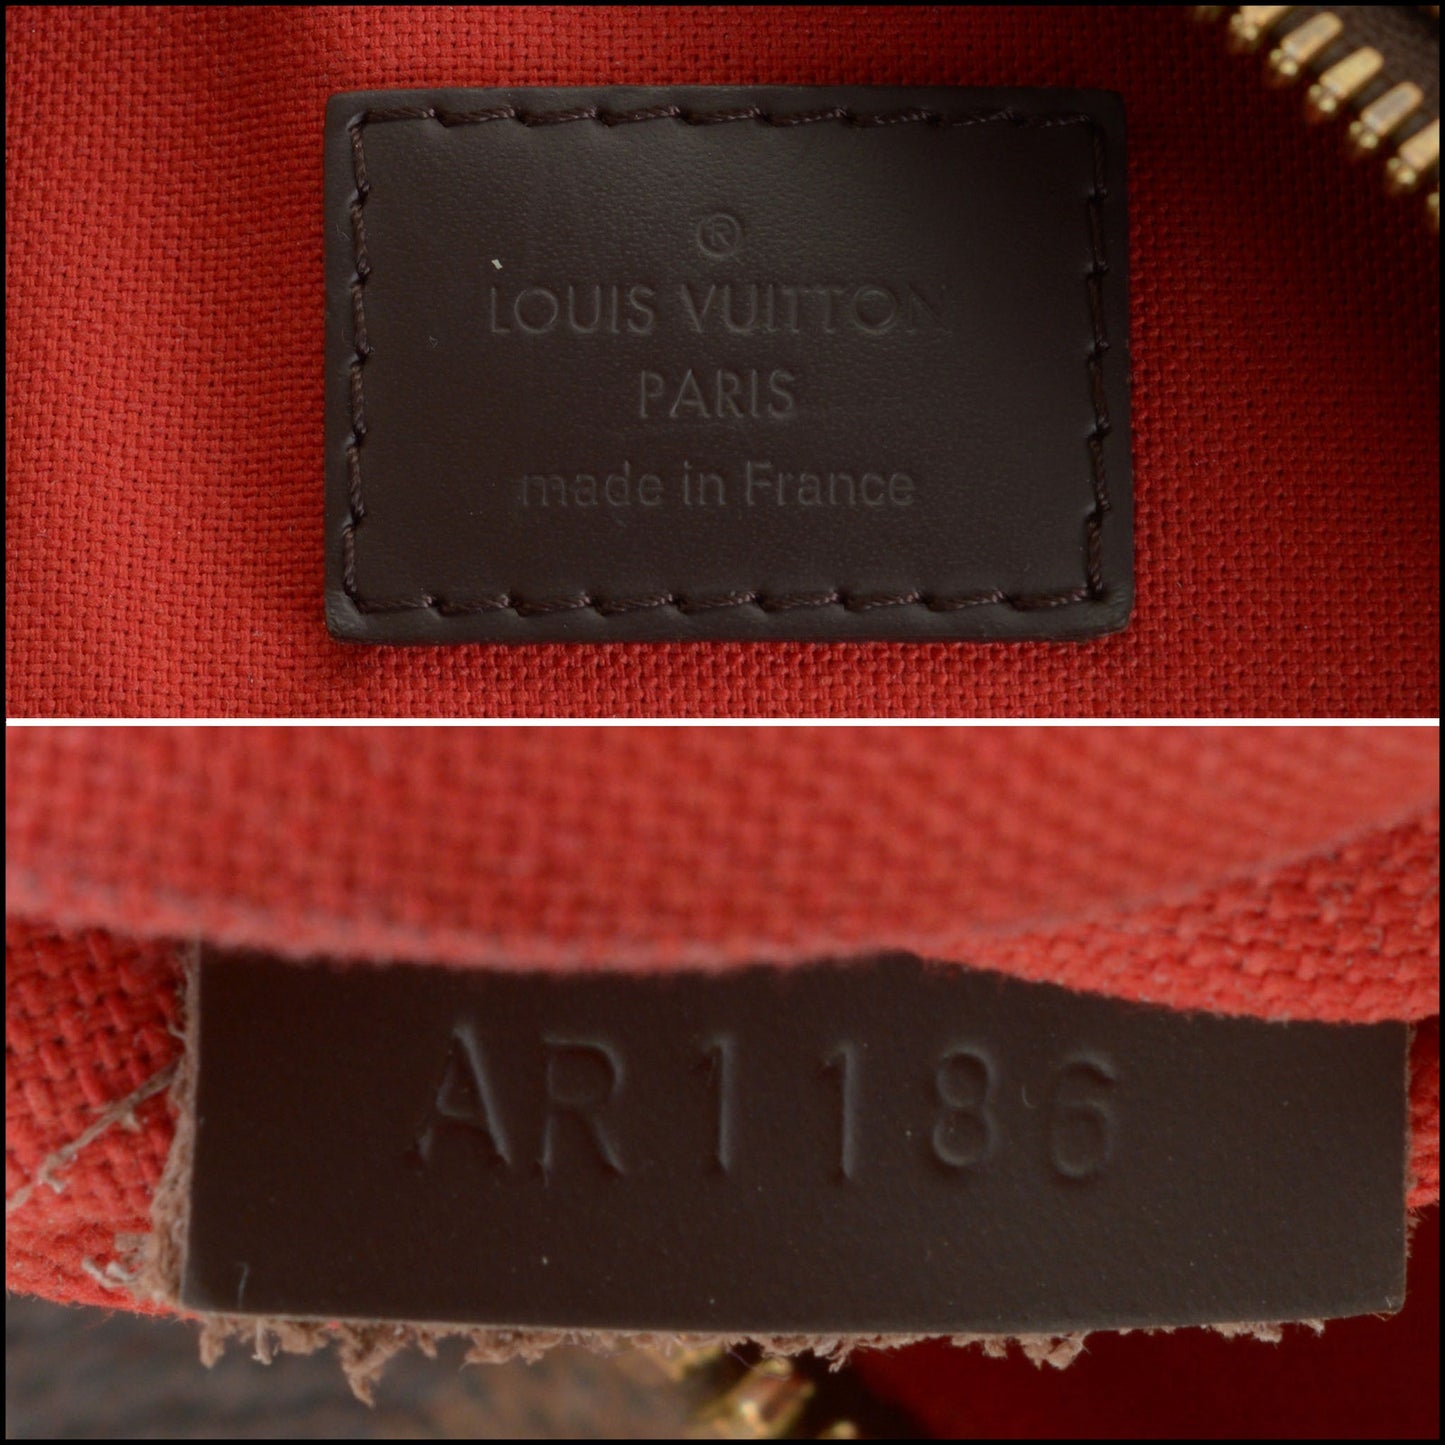 ®
LOUIS VUITTON
PARIS
made in France
AR1186